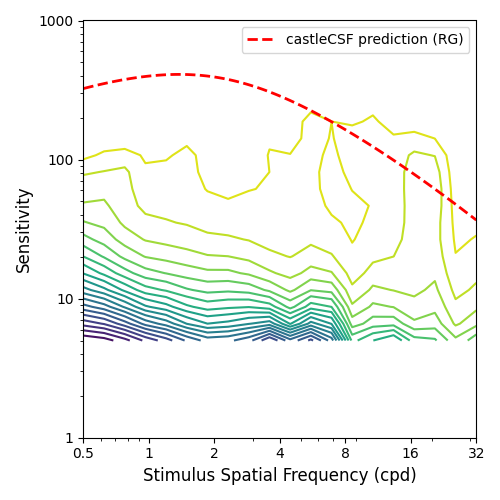 1000
castleCSF prediction (RG)
100
10
1
Sensitivity
0.5 1 2 4 8 16 32
Stimulus Spatial Frequency (cpd)